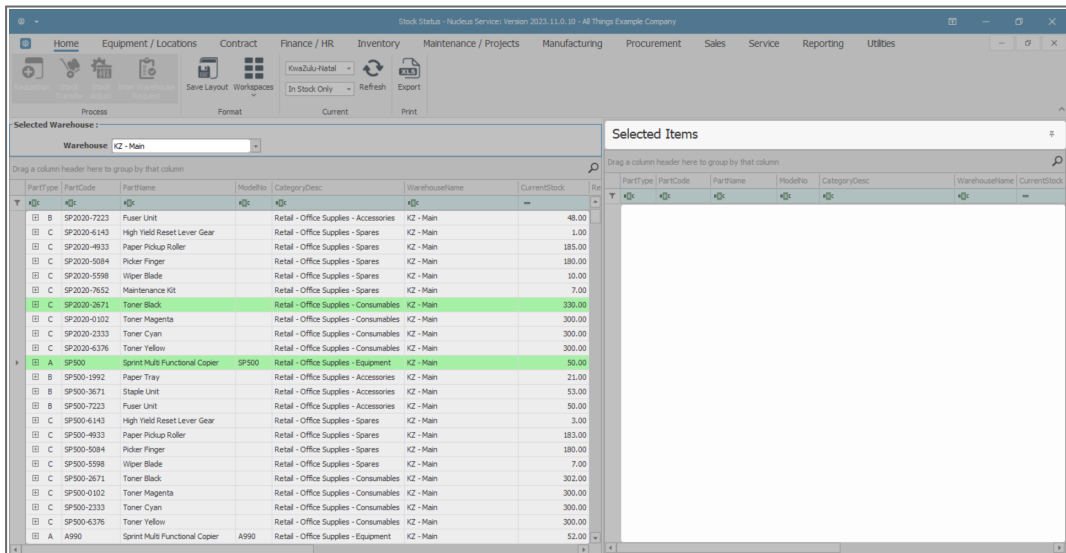 Stock Status - Nucleus Service: Version 2023.11.0.10 - All Things Example Company
Home Equipment / Locations Contract Finance / HR Inventory Maintenance / Projects Manufacturing Procurement Sales Service Reporting Utilities
KwaZulu-Natal
In Stock Only
Save Layout Workspaces Refresh Export
XLS
Process Format Current Print
Selected Warehouse :
Warehouse KZ - Main
Drag a column header here to group by that column
PartType PartCode PartName ModelNo CategoryDesc WarehouseName CurrentStock Re
B SP2020-7223 Fuser Unit Retail - Office Supplies - Accessories KZ - Main 48.00
C SP2020-6143 High Yield Reset Lever Gear Retail - Office Supplies - Spares KZ - Main 1.00
C SP2020-4933 Paper Pickup Roller Retail - Office Supplies - Spares KZ - Main 185.00
C SP2020-5084 Picker Finger Retail - Office Supplies - Spares KZ - Main 180.00
C SP2020-5598 Wiper Blade Retail - Office Supplies - Spares KZ - Main 10.00
C SP2020-7652 Maintenance Kit Retail - Office Supplies - Spares KZ - Main 7.00
C SP2020-2671 Toner Black Retail - Office Supplies - Consumables KZ - Main 330.00
C SP2020-0102 Toner Magenta Retail - Office Supplies - Consumables KZ - Main 300.00
C SP2020-2333 Toner Cyan Retail - Office Supplies - Consumables KZ - Main 300.00
C SP2020-6376 Toner Yellow Retail - Office Supplies - Consumables KZ - Main 300.00
A SP500 Sprint Multi Functional Copier SP500 Retail - Office Supplies - Equipment KZ - Main 50.00
B SP500-1992 Paper Tray Retail - Office Supplies - Accessories KZ - Main 21.00
B SP500-3671 Staple Unit Retail - Office Supplies - Accessories KZ - Main 53.00
B SP500-7223 Fuser Unit Retail - Office Supplies - Accessories KZ - Main 50.00
C SP500-6143 High Yield Reset Lever Gear Retail - Office Supplies - Spares KZ - Main 3.00
C SP500-4933 Paper Pickup Roller Retail - Office Supplies - Spares KZ - Main 183.00
C SP500-5084 Picker Finger Retail - Office Supplies - Spares KZ - Main 180.00
C SP500-5598 Wiper Blade Retail - Office Supplies - Spares KZ - Main 7.00
C SP500-2671 Toner Black Retail - Office Supplies - Consumables KZ - Main 302.00
C SP500-0102 Toner Magenta Retail - Office Supplies - Consumables KZ - Main 300.00
C SP500-2333 Toner Cyan Retail - Office Supplies - Consumables KZ - Main 300.00
C SP500-6376 Toner Yellow Retail - Office Supplies - Consumables KZ - Main 300.00
A A990 Sprint Multi Functional Copier A990 Retail - Office Supplies - Equipment KZ - Main 52.00
Selected Items
Drag a column header here to group by that column
PartType PartCode PartName ModelNo CategoryDesc WarehouseName CurrentStock